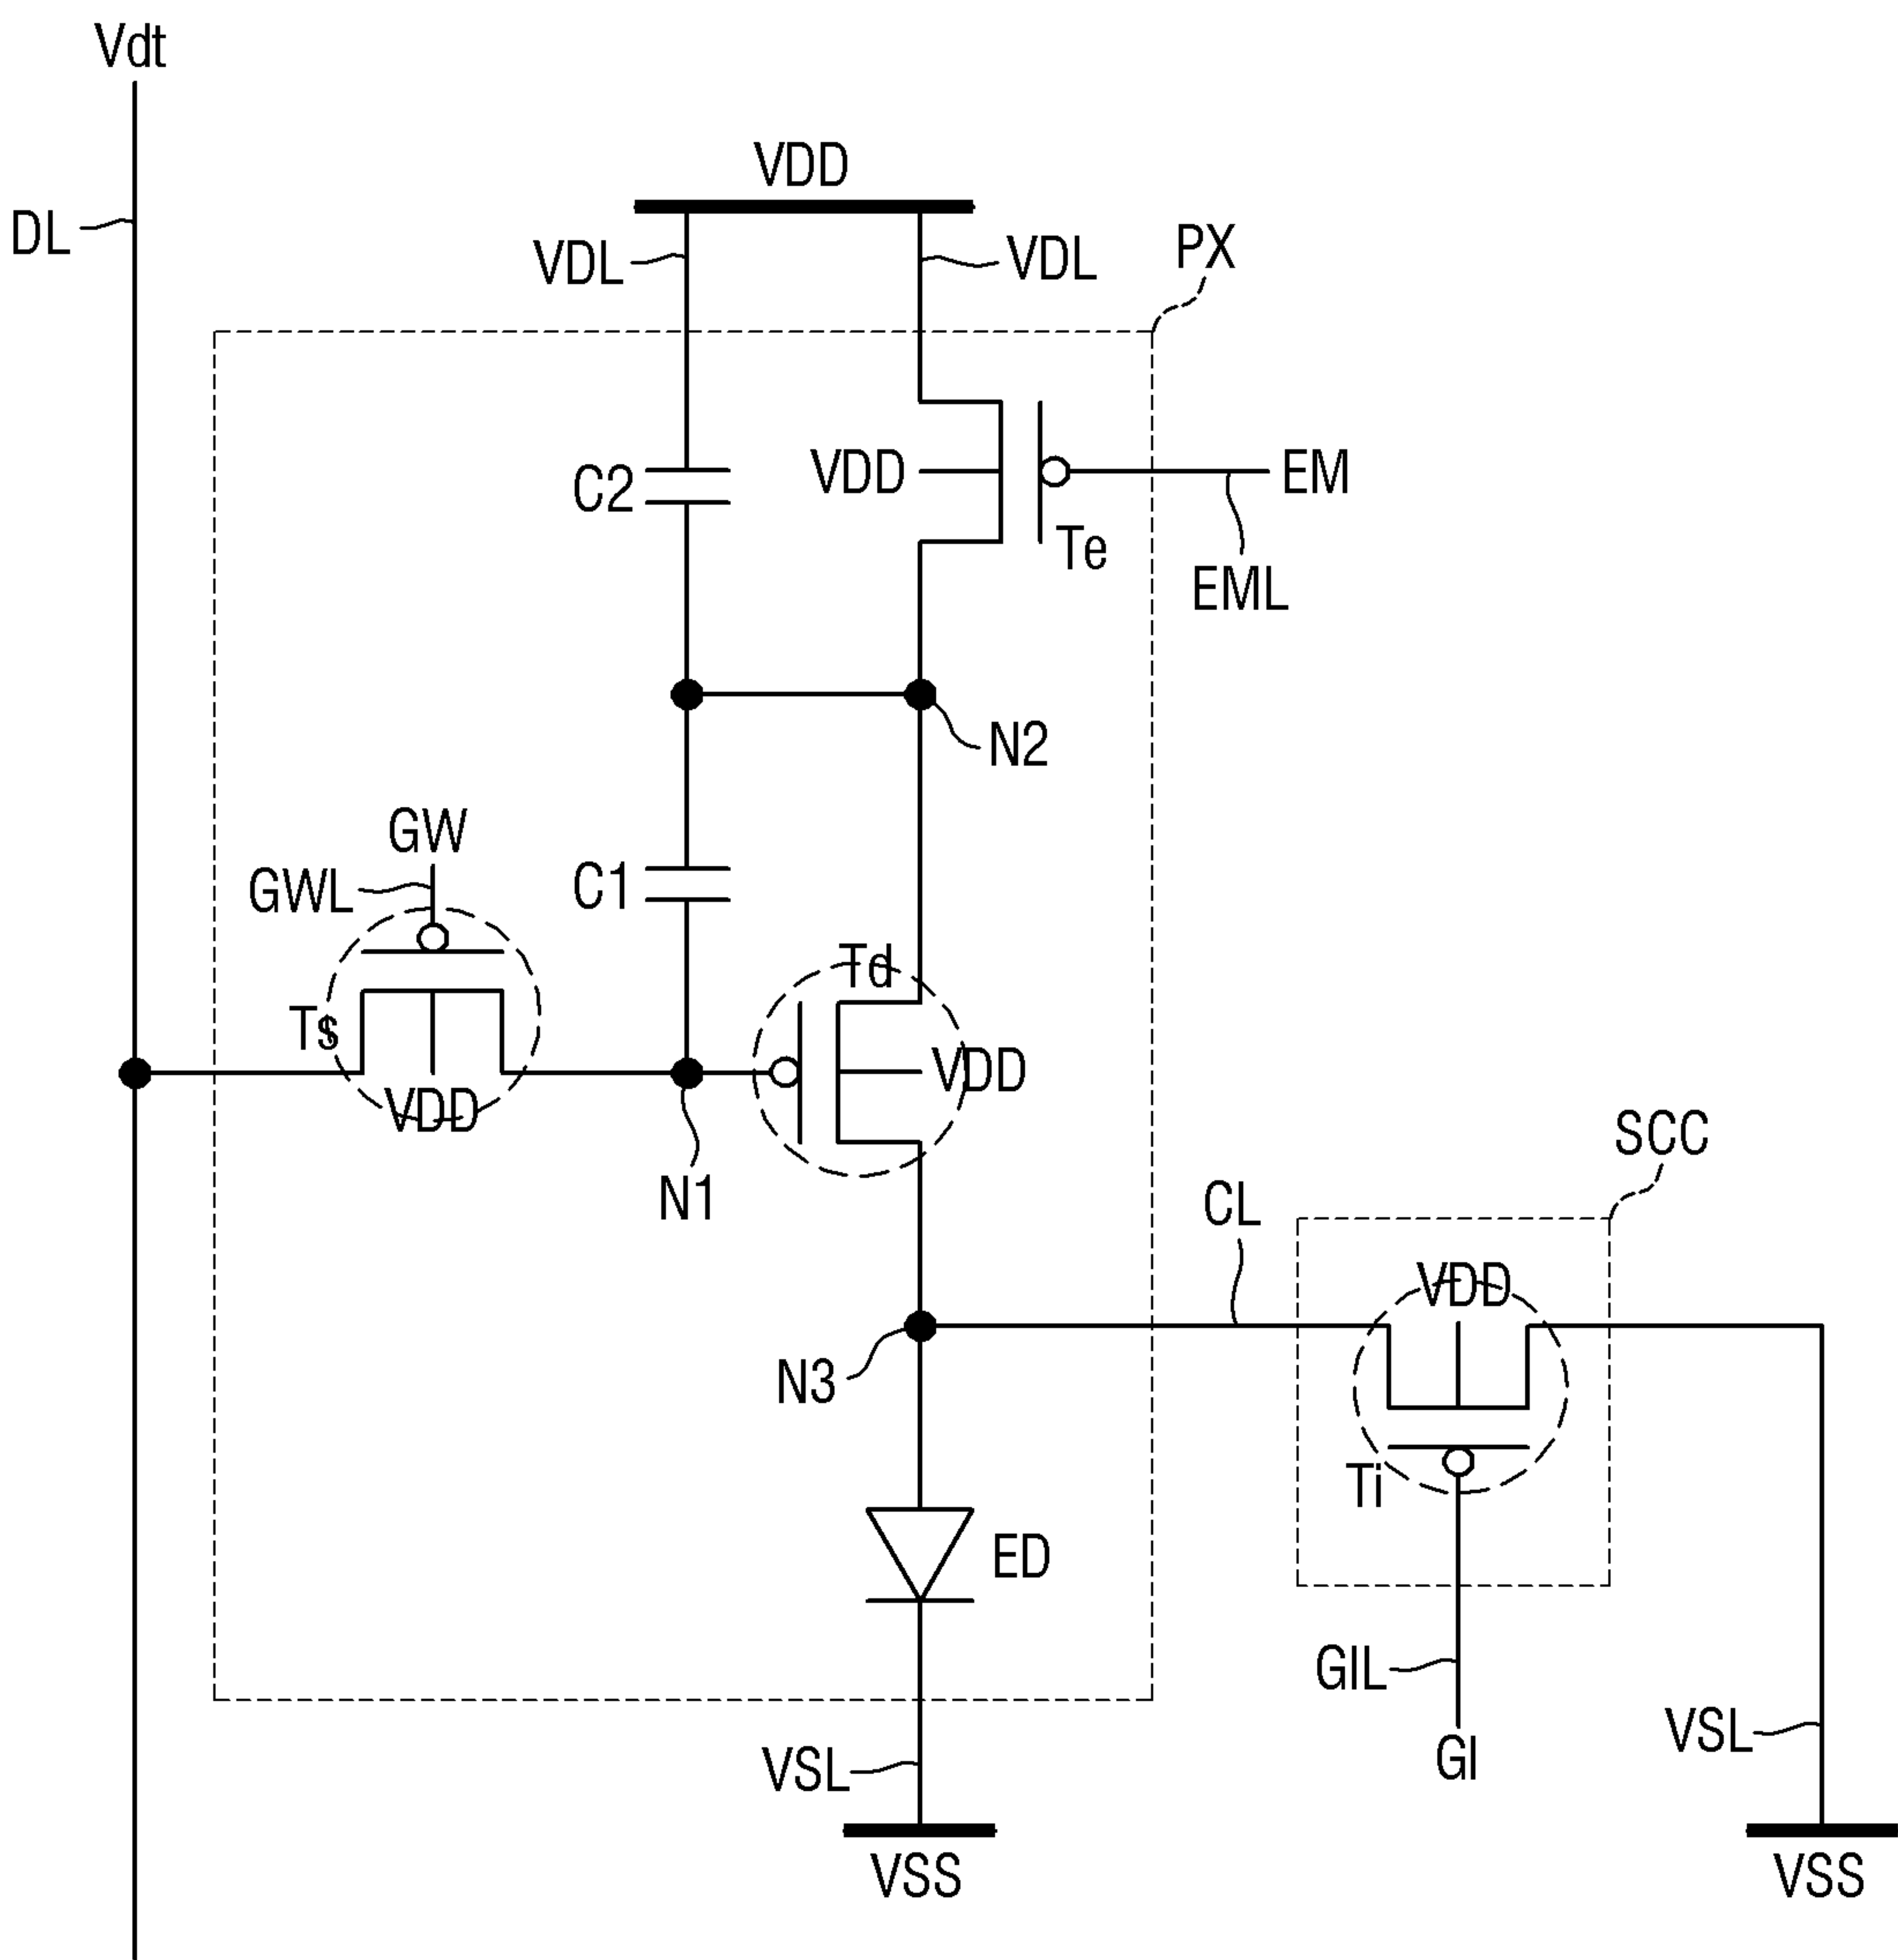 Vdt
VDD
DL
VDL
VDL
PX
C2
VDD
EM
Te
EML
N2
GW
GWL
C1
Td
Ts
VDD
VDD
N1
SCC
CL
VDD
N3
Ti
ED
GIL
VSL
GI
VSL
VSS
VSS